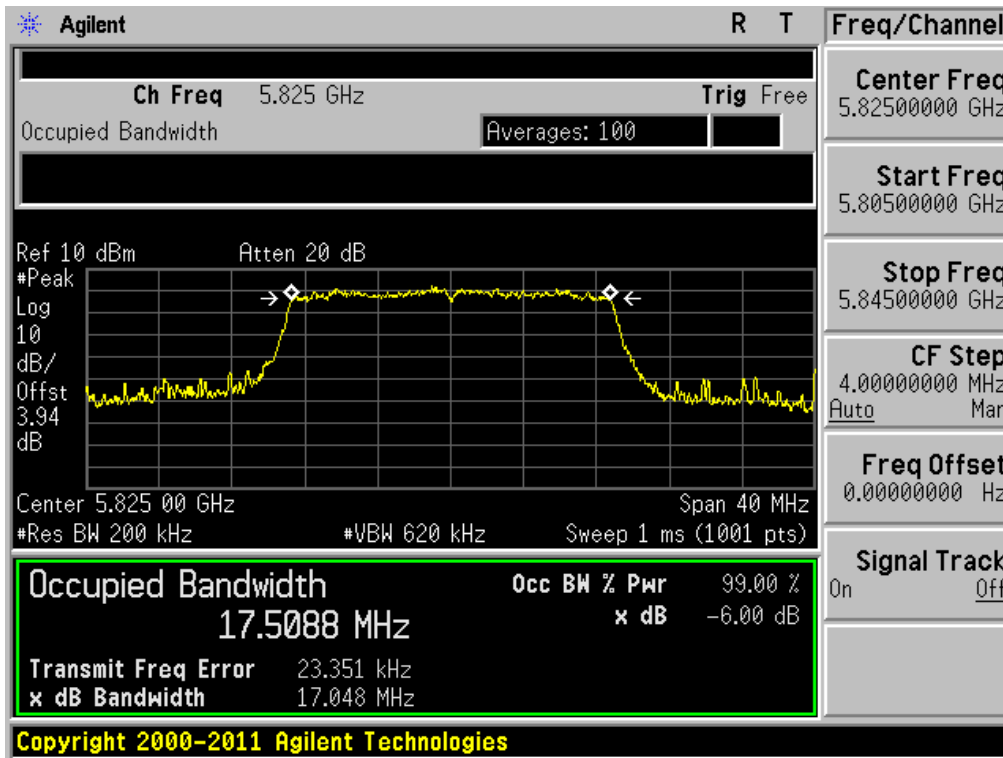 Agilent
R T
Freq/Channel
Ch Freq 5.825 GHz
Trig Free
Occupied Bandwidth
Averages: 100
Center Freq
5.82500000 GHz
Start Freq
5.80500000 GHz
Stop Freq
5.84500000 GHz
CF Step
4.00000000 MHz
Auto Man
Freq Offset
0.00000000 Hz
Signal Track
On Off
Ref 10 dBm
Atten 20 dB
#Peak
Log
10
dB/
Offst
3.94
dB
Center 5.825 00 GHz
Span 40 MHz
#Res BW 200 kHz
#VBW 620 kHz
Sweep 1 ms (1001 pts)
Occupied Bandwidth
17.5088 MHz
Occ BW % Pwr 99.00 %
x dB -6.00 dB
Transmit Freq Error 23.351 kHz
x dB Bandwidth 17.048 MHz
Copyright 2000-2011 Agilent Technologies